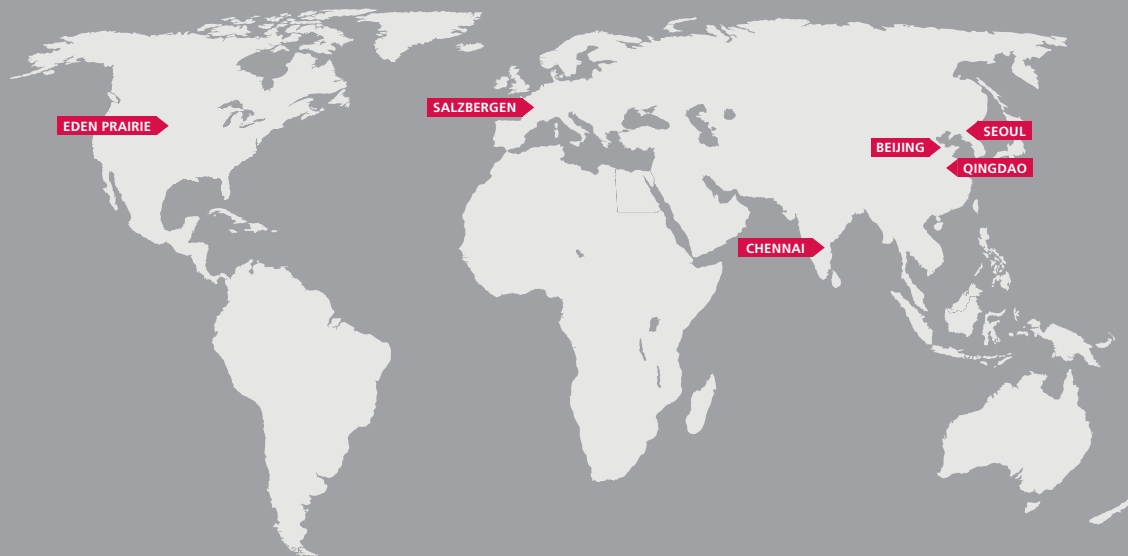 SALZBERGEN
EDEN PRAIRIE
SEOUL
BEIJING
QINGDAO
CHENNAI